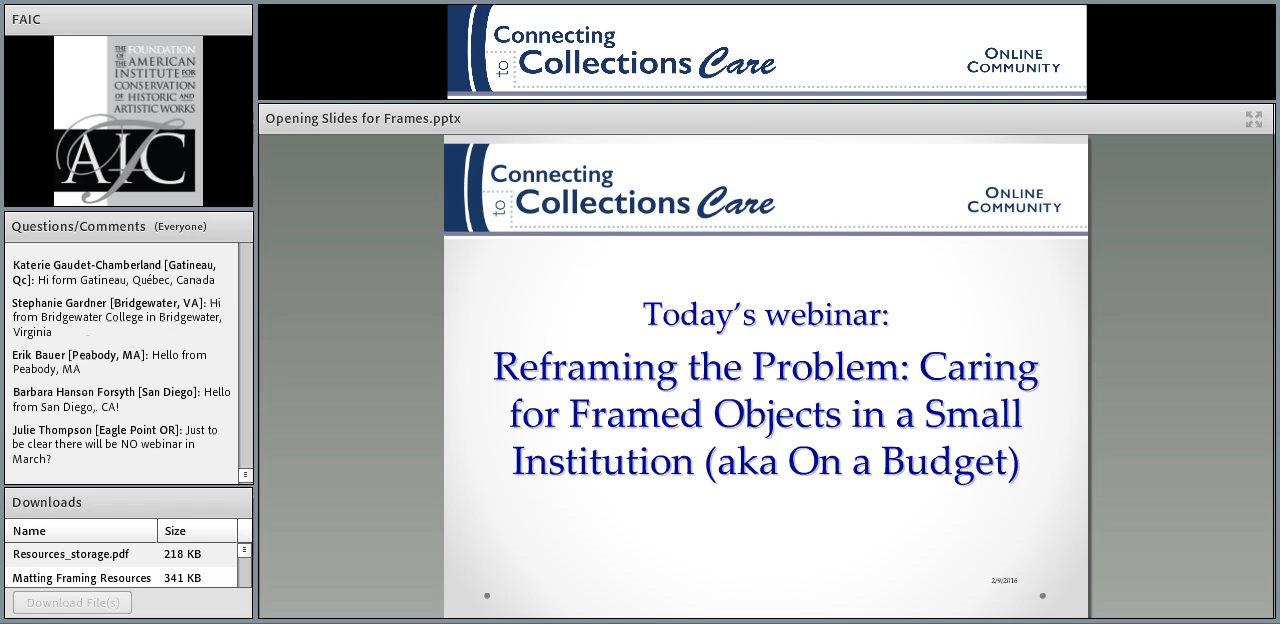 FAIC
THE FOUNDATION
OF THE AMERICAN
INSTITUTE FOR
CONSERVATION
OF HISTORIC AND
ARTISTIC WORKS
FAIC
Questions/Comments (Everyone)
Katerie Gaudet-Chamberland [Gatineau,
Qc]: Hi form Gatineau, Québec, Canada
Stephanie Gardner [Bridgewater, VA]: Hi
from Bridgewater College in Bridgewater,
Virginia
Erik Bauer [Peabody, MA]: Hello from
Peabody, MA
Barbara Hanson Forsyth [San Diego]: Hello
from San Diego,. CA!
Julie Thompson [Eagle Point OR]: Just to
be clear there will be NO webinar in
March?
Downloads
Name Size
Resources_storage.pdf 218 KB
Matting Framing Resources 341 KB
Download File(s)
Connecting
to Collections Care
ONLINE
COMMUNITY
Opening Slides for Frames.pptx
Connecting
to Collections Care
ONLINE
COMMUNITY
Today's webinar:
Reframing the Problem: Caring
for Framed Objects in a Small
Institution (aka On a Budget)
2/9/2016